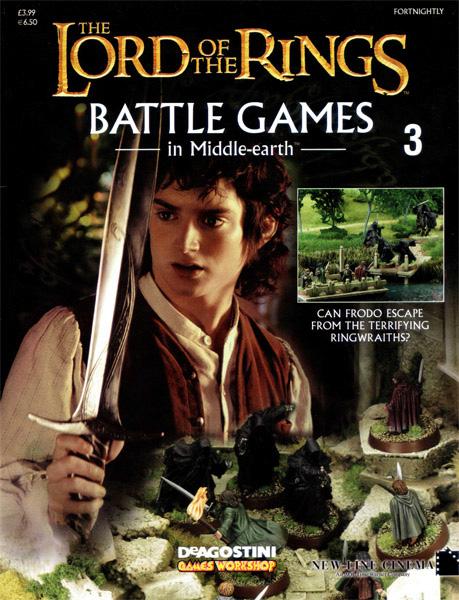 £3.99
€6.50
FORTNIGHTLY
THE
LORD OF THE RINGS
BATTLE GAMES
in Middle-earth™
3
CAN FRODO ESCAPE
FROM THE TERRIFYING
RINGWRAITHS?
DeAGOSTINI
GAMES WORKSHOP
NEW LINE CINEMA